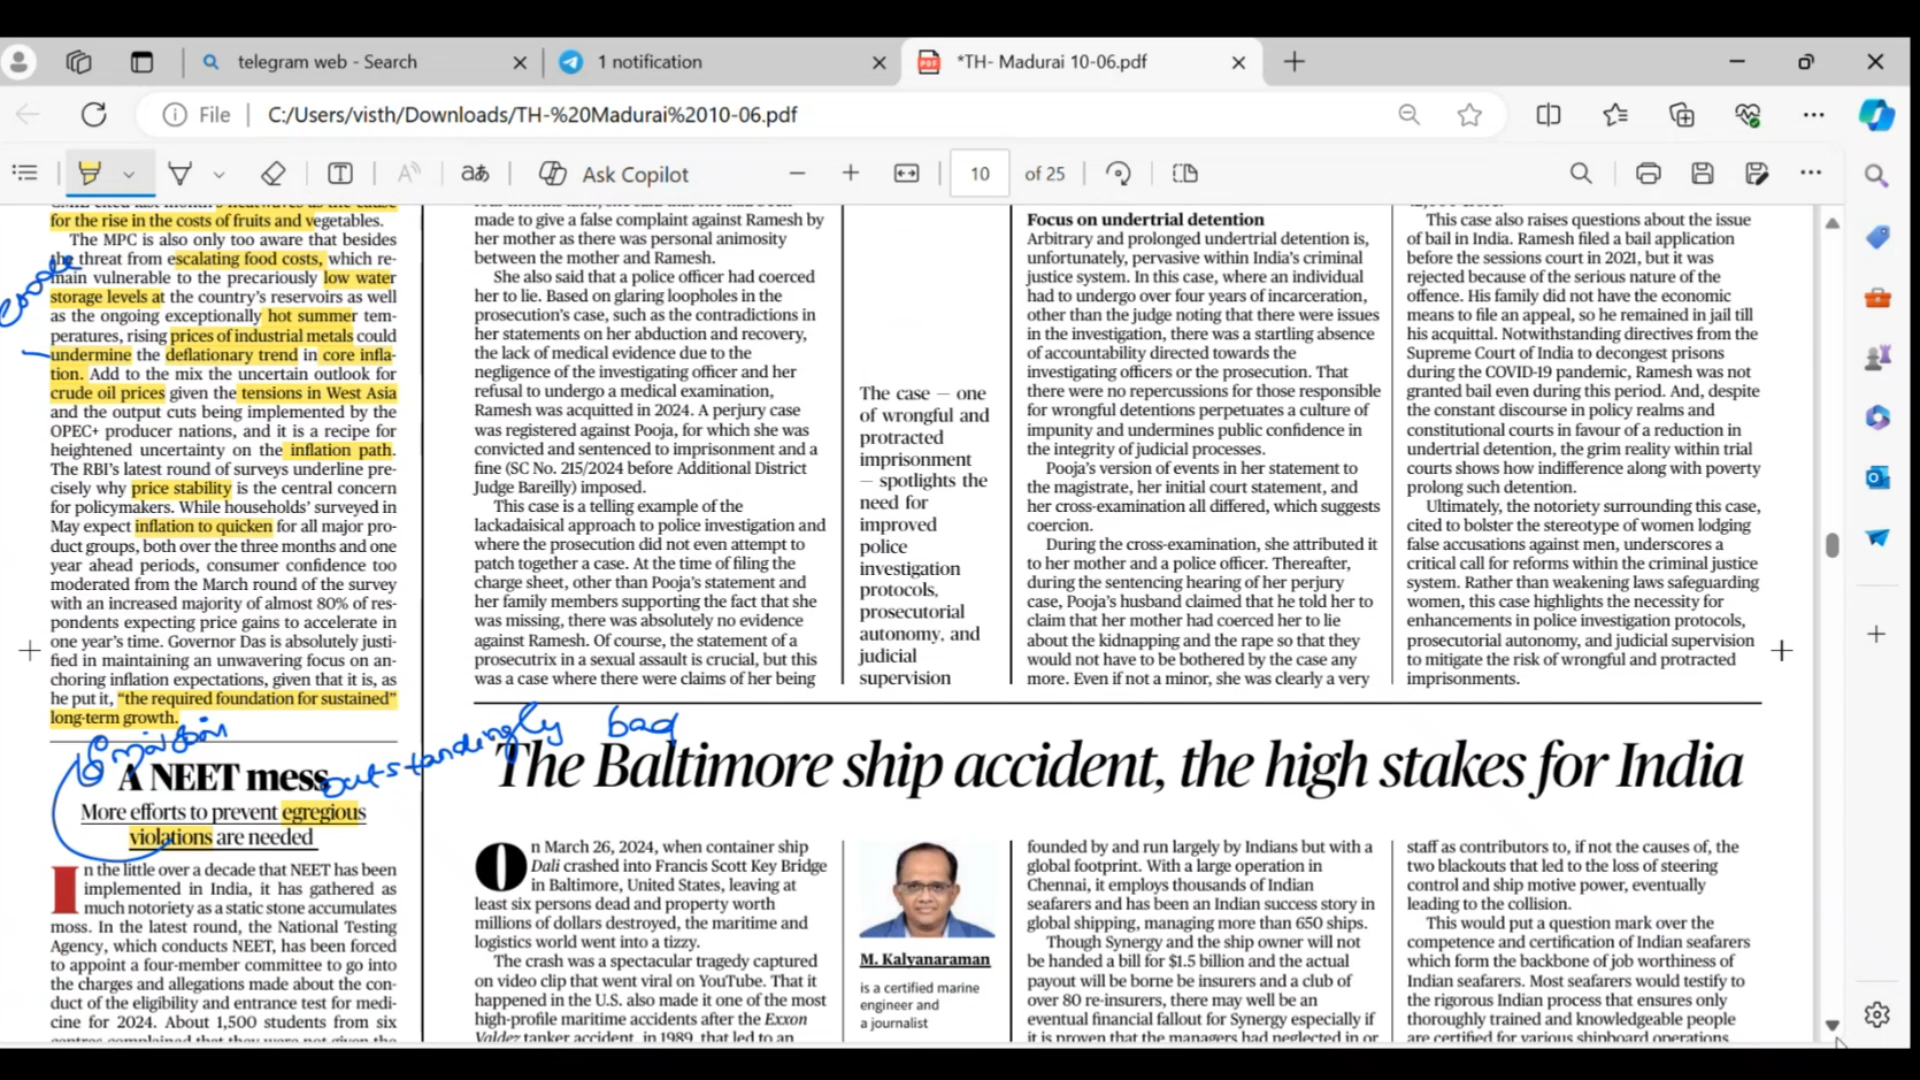 telegram web - Search
1 notification
*TH- Madurai 10-06.pdf
File
C:/Users/visth/Downloads/TH-%20Madurai%2010-06.pdf
Ask Copilot
10
of 25
for the rise in the costs of fruits and vegetables.
The MPC is also only too aware that besides
the threat from escalating food costs, which re-
main vulnerable to the precariously low water
storage levels at the country's reservoirs as well
as the ongoing exceptionally hot summer tem-
peratures, rising prices of industrial metals could
undermine the deflationary trend in core infla-
tion. Add to the mix the uncertain outlook for
crude oil prices given the tensions in West Asia
and the output cuts being implemented by the
OPEC+ producer nations, and it is a recipe for
heightened uncertainty on the inflation path.
The RBI's latest round of surveys underline pre-
cisely why price stability is the central concern
for policymakers. While households' surveyed in
May expect inflation to quicken for all major pro-
duct groups, both over the three months and one
year ahead periods, consumer confidence too
moderated from the March round of the survey
with an increased majority of almost 80% of res-
pondents expecting price gains to accelerate in
one year's time. Governor Das is absolutely justi-
fied in maintaining an unwavering focus on an-
choring inflation expectations, given that it is, as
he put it, "the required foundation for sustained"
long-term growth.
outstandingly bad
A NEET mess
More efforts to prevent egregious
violations are needed
In the little over a decade that NEET has been
implemented in India, it has gathered as
much notoriety as a static stone accumulates
moss. In the latest round, the National Testing
Agency, which conducts NEET, has been forced
to appoint a four-member committee to go into
the charges and allegations made about the con-
duct of the eligibility and entrance test for medi-
cine for 2024. About 1,500 students from six
made to give a false complaint against Ramesh by
her mother as there was personal animosity
between the mother and Ramesh.
She also said that a police officer had coerced
her to lie. Based on glaring loopholes in the
prosecution's case, such as the contradictions in
her statements on her abduction and recovery,
the lack of medical evidence due to the
negligence of the investigating officer and her
refusal to undergo a medical examination,
Ramesh was acquitted in 2024. A perjury case
was registered against Pooja, for which she was
convicted and sentenced to imprisonment and a
fine (SC No. 215/2024 before Additional District
Judge Bareilly) imposed.
This case is a telling example of the
lackadaisical approach to police investigation and
where the prosecution did not even attempt to
patch together a case. At the time of filing the
charge sheet, other than Pooja's statement and
her family members supporting the fact that she
was missing, there was absolutely no evidence
against Ramesh. Of course, the statement of a
prosecutrix in a sexual assault is crucial, but this
was a case where there were claims of her being
The case — one
of wrongful and
protracted
imprisonment
— spotlights the
need for
improved
police
investigation
protocols,
prosecutorial
autonomy, and
judicial
supervision
Focus on undertrial detention
Arbitrary and prolonged undertrial detention is,
unfortunately, pervasive within India's criminal
justice system. In this case, where an individual
had to undergo over four years of incarceration,
other than the judge noting that there were issues
in the investigation, there was a startling absence
of accountability directed towards the
investigating officers or the prosecution. That
there were no repercussions for those responsible
for wrongful detentions perpetuates a culture of
impunity and undermines public confidence in
the integrity of judicial processes.
Pooja's version of events in her statement to
the magistrate, her initial court statement, and
her cross-examination all differed, which suggests
coercion.
During the cross-examination, she attributed it
to her mother and a police officer. Thereafter,
during the sentencing hearing of her perjury
case, Pooja's husband claimed that he told her to
claim that her mother had coerced her to lie
about the kidnapping and the rape so that they
would not have to be bothered by the case any
more. Even if not a minor, she was clearly a very
This case also raises questions about the issue
of bail in India. Ramesh filed a bail application
before the sessions court in 2021, but it was
rejected because of the serious nature of the
offence. His family did not have the economic
means to file an appeal, so he remained in jail till
his acquittal. Notwithstanding directives from the
Supreme Court of India to decongest prisons
during the COVID-19 pandemic, Ramesh was not
granted bail even during this period. And, despite
the constant discourse in policy realms and
constitutional courts in favour of a reduction in
undertrial detention, the grim reality within trial
courts shows how indifference along with poverty
prolong such detention.
Ultimately, the notoriety surrounding this case,
cited to bolster the stereotype of women lodging
false accusations against men, underscores a
critical call for reforms within the criminal justice
system. Rather than weakening laws safeguarding
women, this case highlights the necessity for
enhancements in police investigation protocols,
prosecutorial autonomy, and judicial supervision
to mitigate the risk of wrongful and protracted
imprisonments.
The Baltimore ship accident, the high stakes for India
On March 26, 2024, when container ship
Dali crashed into Francis Scott Key Bridge
in Baltimore, United States, leaving at
least six persons dead and property worth
millions of dollars destroyed, the maritime and
logistics world went into a tizzy.
The crash was a spectacular tragedy captured
on video clip that went viral on YouTube. That it
happened in the U.S. also made it one of the most
high-profile maritime accidents after the Exxon
Valdez tanker accident, in 1989, that led to an
M. Kalyanaraman
is a certified marine
engineer and
a journalist
founded by and run largely by Indians but with a
global footprint. With a large operation in
Chennai, it employs thousands of Indian
seafarers and has been an Indian success story in
global shipping, managing more than 650 ships.
Though Synergy and the ship owner will not
be handed a bill for $1.5 billion and the actual
payout will be borne be insurers and a club of
over 80 re-insurers, there may well be an
eventual financial fallout for Synergy especially if
it is proven that the managers had neglected in or
staff as contributors to, if not the causes of, the
two blackouts that led to the loss of steering
control and ship motive power, eventually
leading to the collision.
This would put a question mark over the
competence and certification of Indian seafarers
which form the backbone of job worthiness of
Indian seafarers. Most seafarers would testify to
the rigorous Indian process that ensures only
thoroughly trained and knowledgeable people
are certified for various shipboard operations.